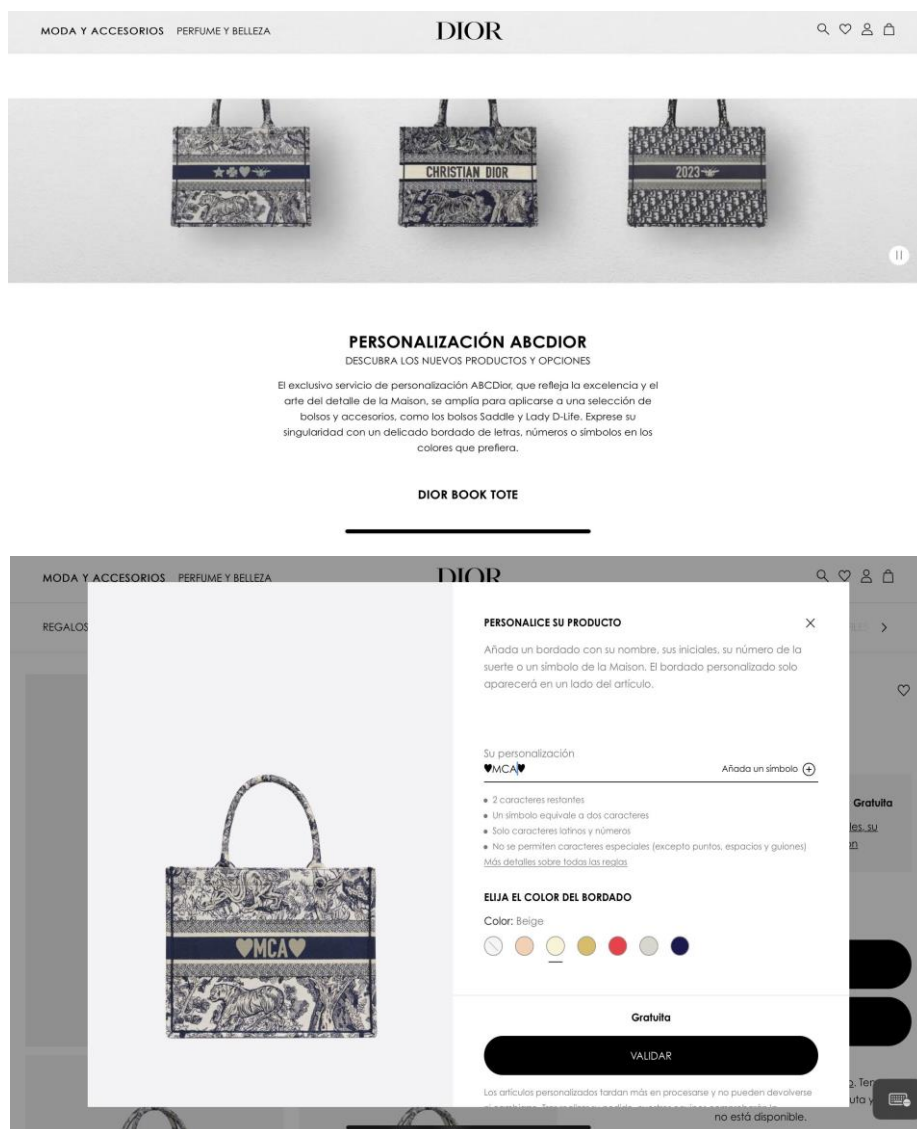 MODA Y ACCESORIOS PERFUME Y BELLEZA DIOR
CHRISTIAN DIOR
PARIS
2023
PERSONALIZACIÓN ABCDIOR
DESCUBRA LOS NUEVOS PRODUCTOS Y OPCIONES
El exclusivo servicio de personalización ABCDior, que refleja la excelencia y el
arte del detalle de la Maison, se amplía para aplicarse a una selección de
bolsos y accesorios, como los bolsos Saddle y Lady D-Life. Exprese su
singularidad con un delicado bordado de letras, números o símbolos en los
colores que prefiera.
DIOR BOOK TOTE
MODA Y ACCESORIOS PERFUME Y BELLEZA DIOR
REGALOS
PERSONALICE SU PRODUCTO
Añada un bordado con su nombre, sus iniciales, su número de la
suerte o un símbolo de la Maison. El bordado personalizado solo
aparecerá en un lado del artículo.
Su personalización
♥MCA♥ Añada un símbolo
• 2 caracteres restantes
• Un símbolo equivale a dos caracteres
• Solo caracteres latinos y números
• No se permiten caracteres especiales (excepto puntos, espacios y guiones)
Más detalles sobre todas las reglas
Gratuita
les, su
ELIJA EL COLOR DEL BORDADO
Color: Beige
♥MCA♥
Gratuita
VALIDAR
Los artículos personalizados tardan más en procesarse y no pueden devolverse
no está disponible.